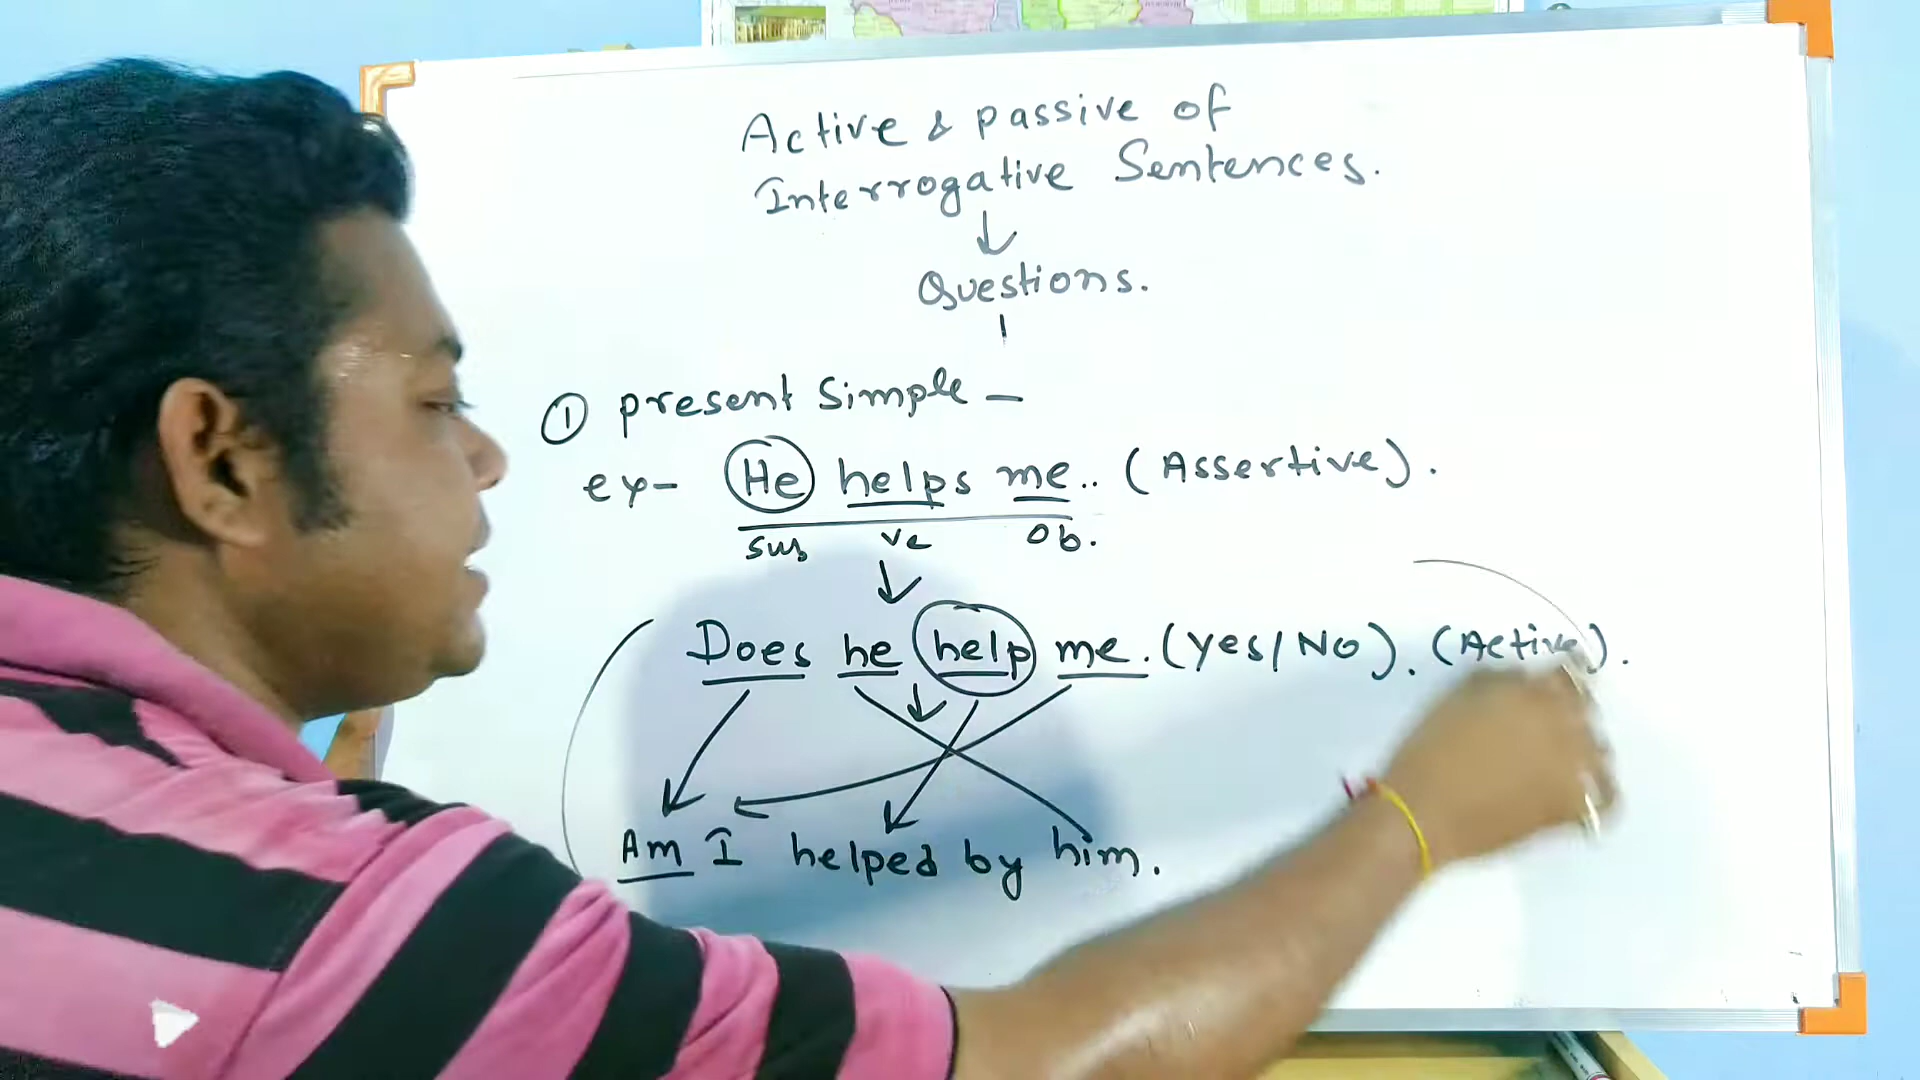 Active & passive of
Interrogative Sentences.
Questions.
① present Simple –
ex- He helps me.. (Assertive).
sub ve ob.
Does he help me. (Yes/No). (Active).
Am I helped by him.